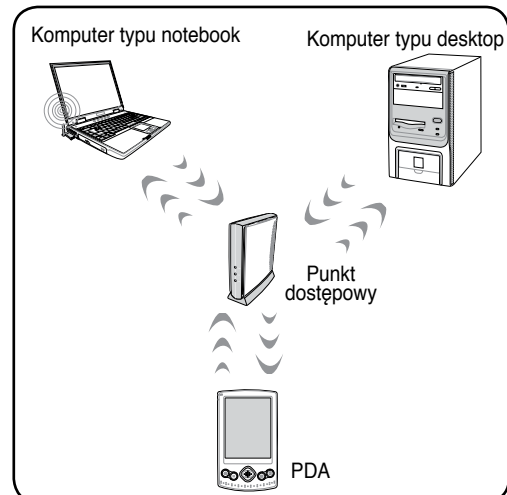 Komputer typu notebook
Komputer typu desktop
Punkt
dostępowy
PDA